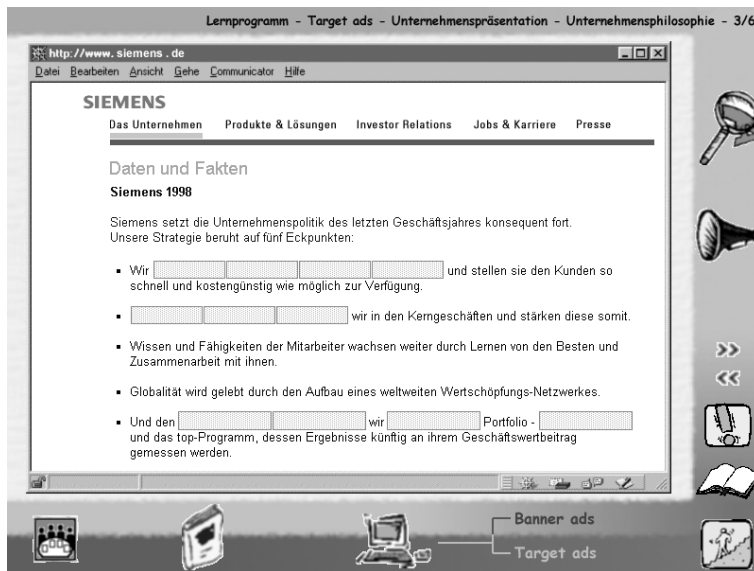 Lernprogramm - Target ads - Unternehmenspräsentation - Unternehmensphilosophie - 3/6
http://www. siemens . de
Datei Bearbeiten Ansicht Gehe Communicator Hilfe
SIEMENS
Das Unternehmen Produkte & Lösungen Investor Relations Jobs & Karriere Presse
Daten und Fakten
Siemens 1998
Siemens setzt die Unternehmenspolitik des letzten Geschäftsjahres konsequent fort.
Unsere Strategie beruht auf fünf Eckpunkten:
Wir und stellen sie den Kunden so
schnell und kostengünstig wie möglich zur Verfügung.
wir in den Kerngeschäften und stärken diese somit.
Wissen und Fähigkeiten der Mitarbeiter wachsen weiter durch Lernen von den Besten und
Zusammenarbeit mit ihnen.
Globalität wird gelebt durch den Aufbau eines weltweiten Wertschöpfungs-Netzwerkes.
Und den wir Portfolio -
und das top-Programm, dessen Ergebnisse künftig an ihrem Geschäftswertbeitrag
gemessen werden.
Banner ads
Target ads